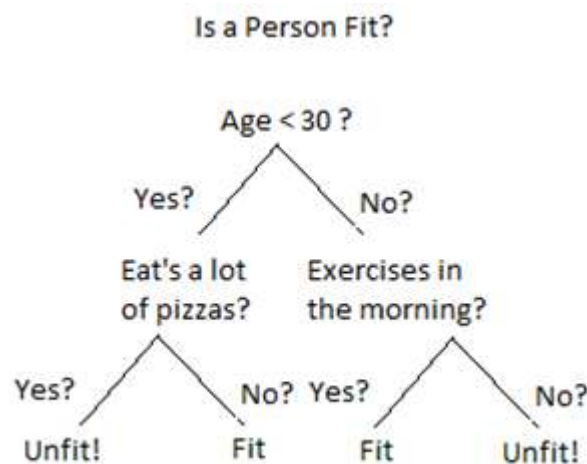 Is a Person Fit?
Age < 30 ?
Yes?
No?
Eat's a lot
of pizzas?
Exercises in
the morning?
Yes?
No?
Yes?
No?
Unfit!
Fit
Fit
Unfit!